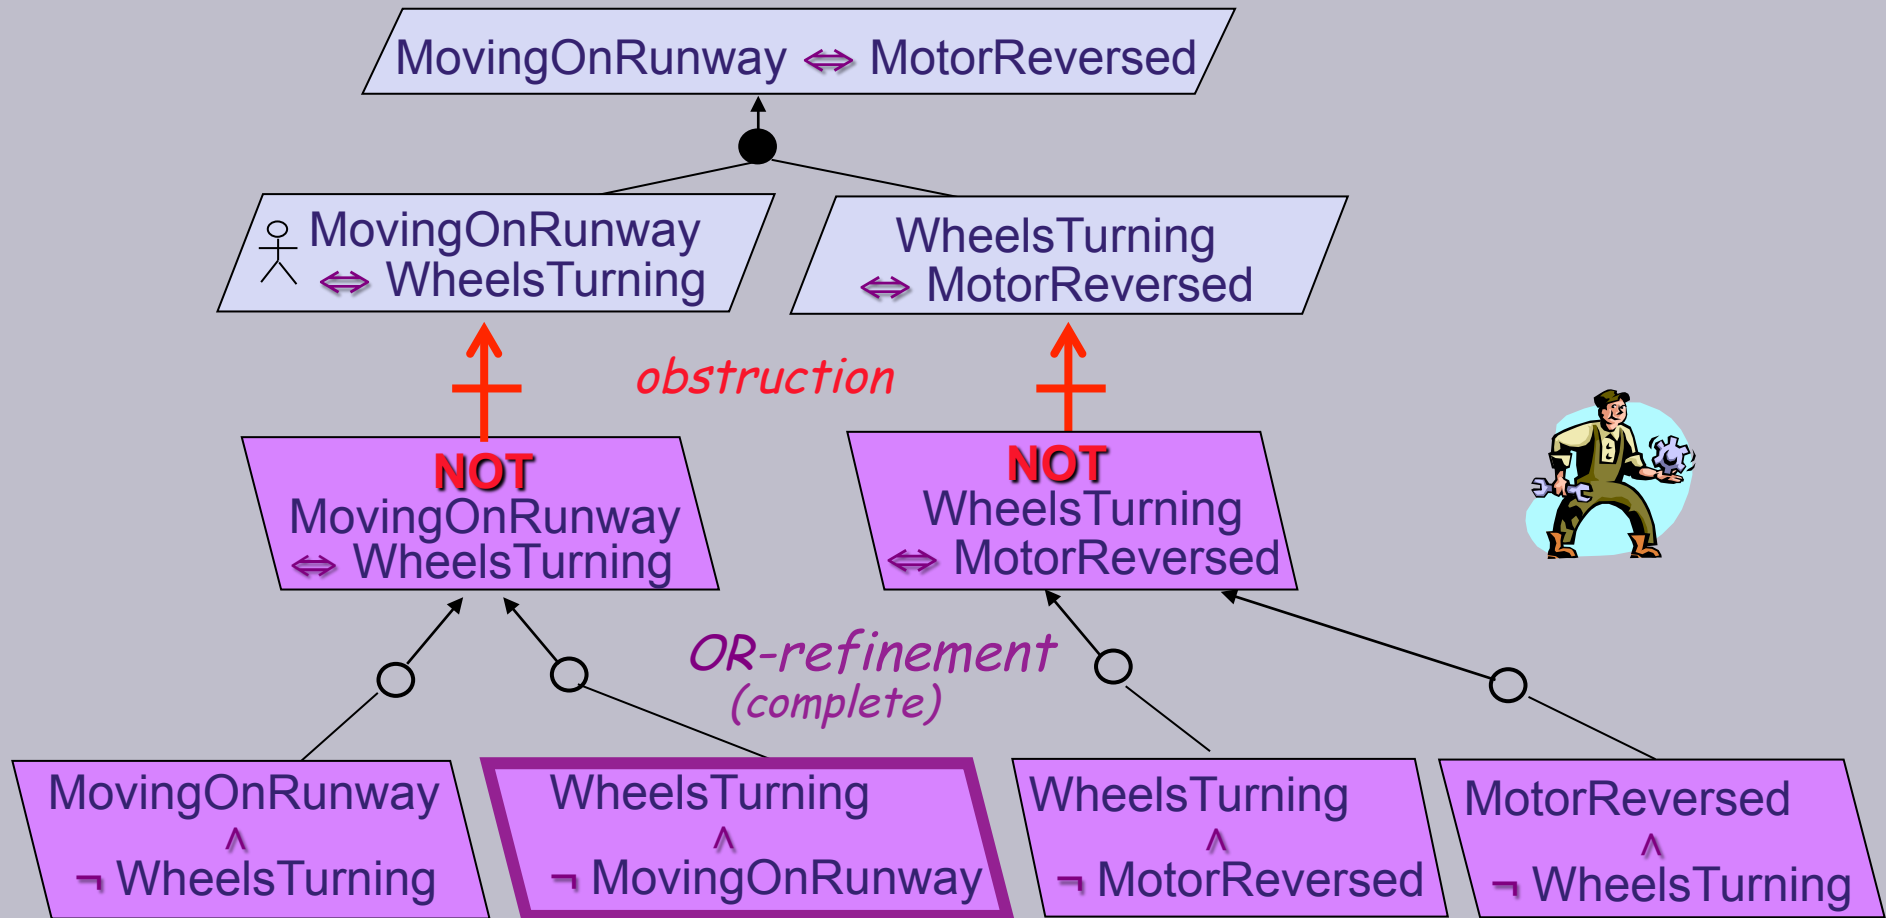 MovingOnRunway ⇔ MotorReversed
MovingOnRunway
⇔ WheelsTurning
WheelsTurning
⇔ MotorReversed
obstruction
NOT
MovingOnRunway
⇔ WheelsTurning
NOT
WheelsTurning
⇔ MotorReversed
OR-refinement
(complete)
MovingOnRunway
∧
¬ WheelsTurning
WheelsTurning
∧
¬ MovingOnRunway
WheelsTurning
∧
¬ MotorReversed
MotorReversed
∧
¬ WheelsTurning